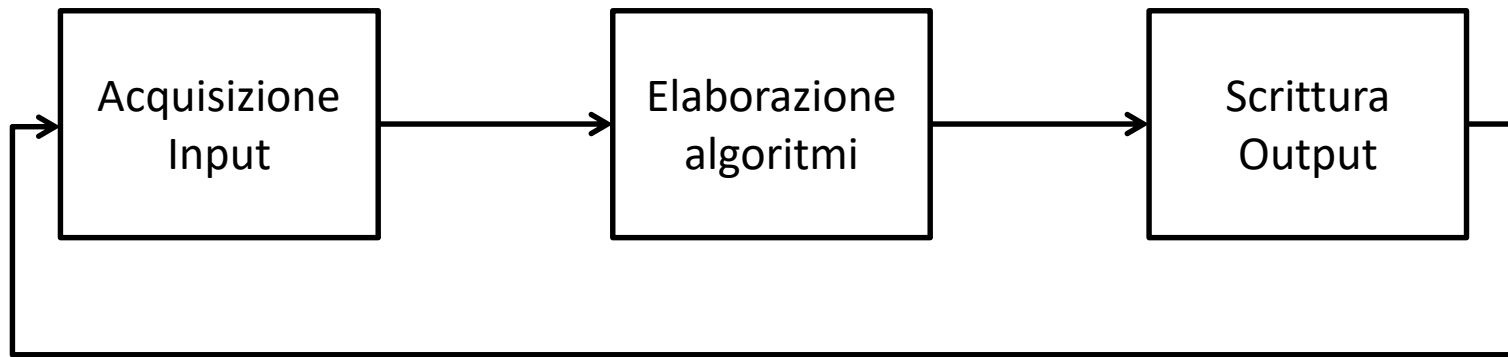 Acquisizione
Input
Elaborazione
algoritmi
Scrittura
Output